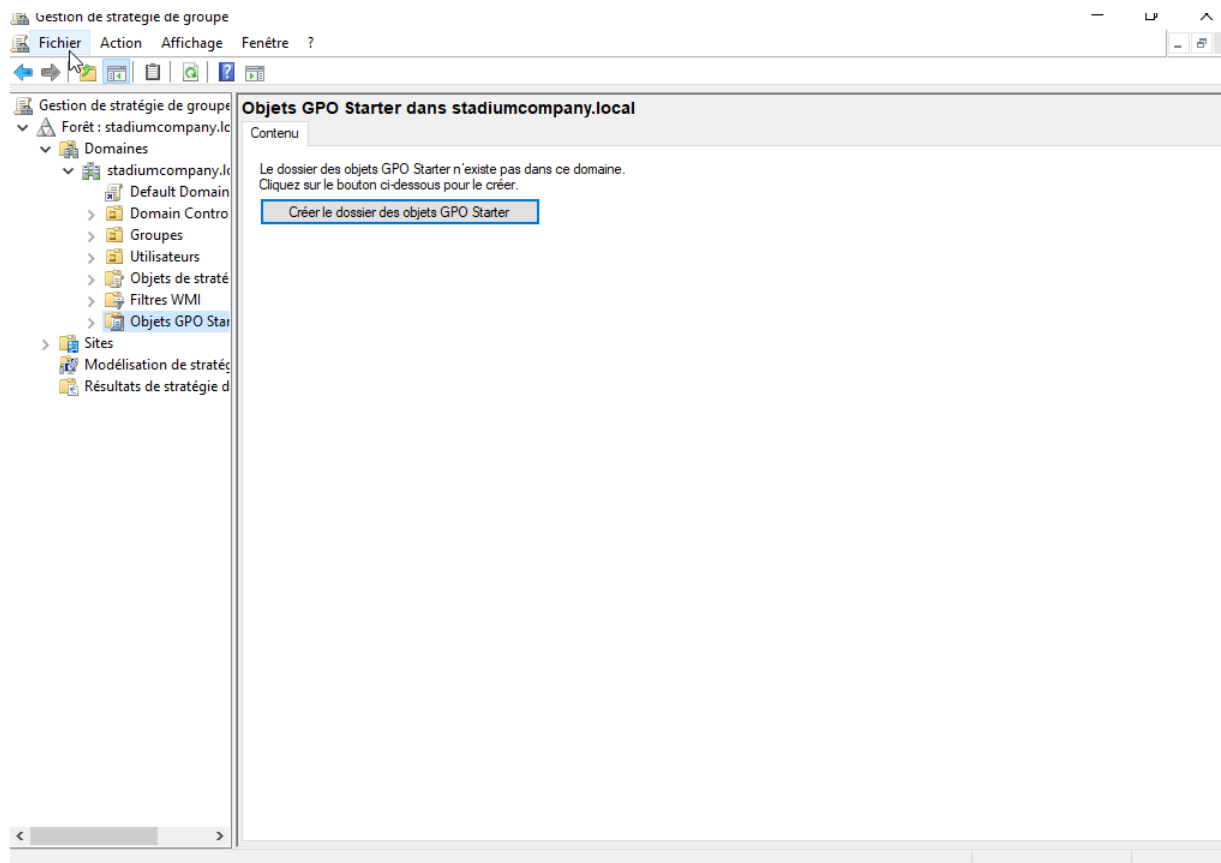 Gestion de stratégie de groupe
Fichier Action Affichage Fenêtre ?
Gestion de stratégie de groupe
Forêt : stadiumcompany.lc
Domaines
stadiumcompany.lo
Default Domain
Domain Contro
Groupes
Utilisateurs
Objets de straté
Filtres WMI
Objets GPO Star
Sites
Modélisation de stratég
Résultats de stratégie d
Objets GPO Starter dans stadiumcompany.local
Contenu
Le dossier des objets GPO Starter n'existe pas dans ce domaine.
Cliquez sur le bouton ci-dessous pour le créer.
Créer le dossier des objets GPO Starter